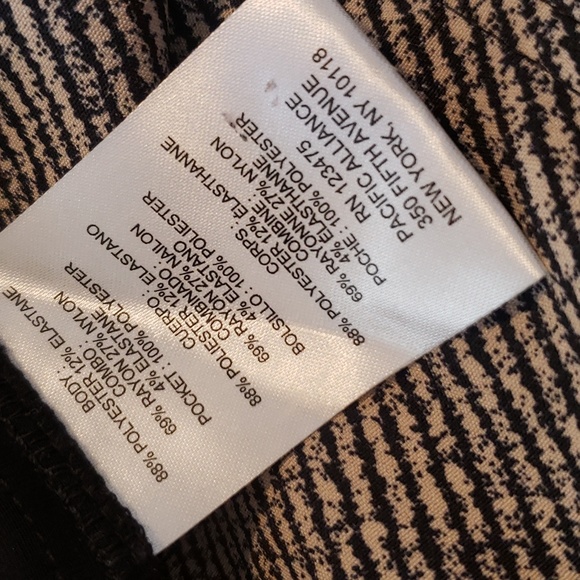 BODY:
88% POLYESTER 12% ELASTANE
COMBO:
69% RAYON 27% NYLON
4% ELASTANE
POCKET : 100% POLYESTER
CUERPO:
88% POLIESTER 12% ELASTANO
COMBINADO:
69% RAYON 27% NAILON
4% ELASTANO
BOLSILLO : 100% POLIESTER
CORPS:
88% POLYESTER 12% ELASTHANNE
COMBINE:
69% RAYONNE 27% NYLON
4% ELASTHANNE
POCHE : 100% POLYESTER
RN 123475
PACIFIC ALLIANCE
350 FIFTH AVENUE
NEW YORK, NY 10118